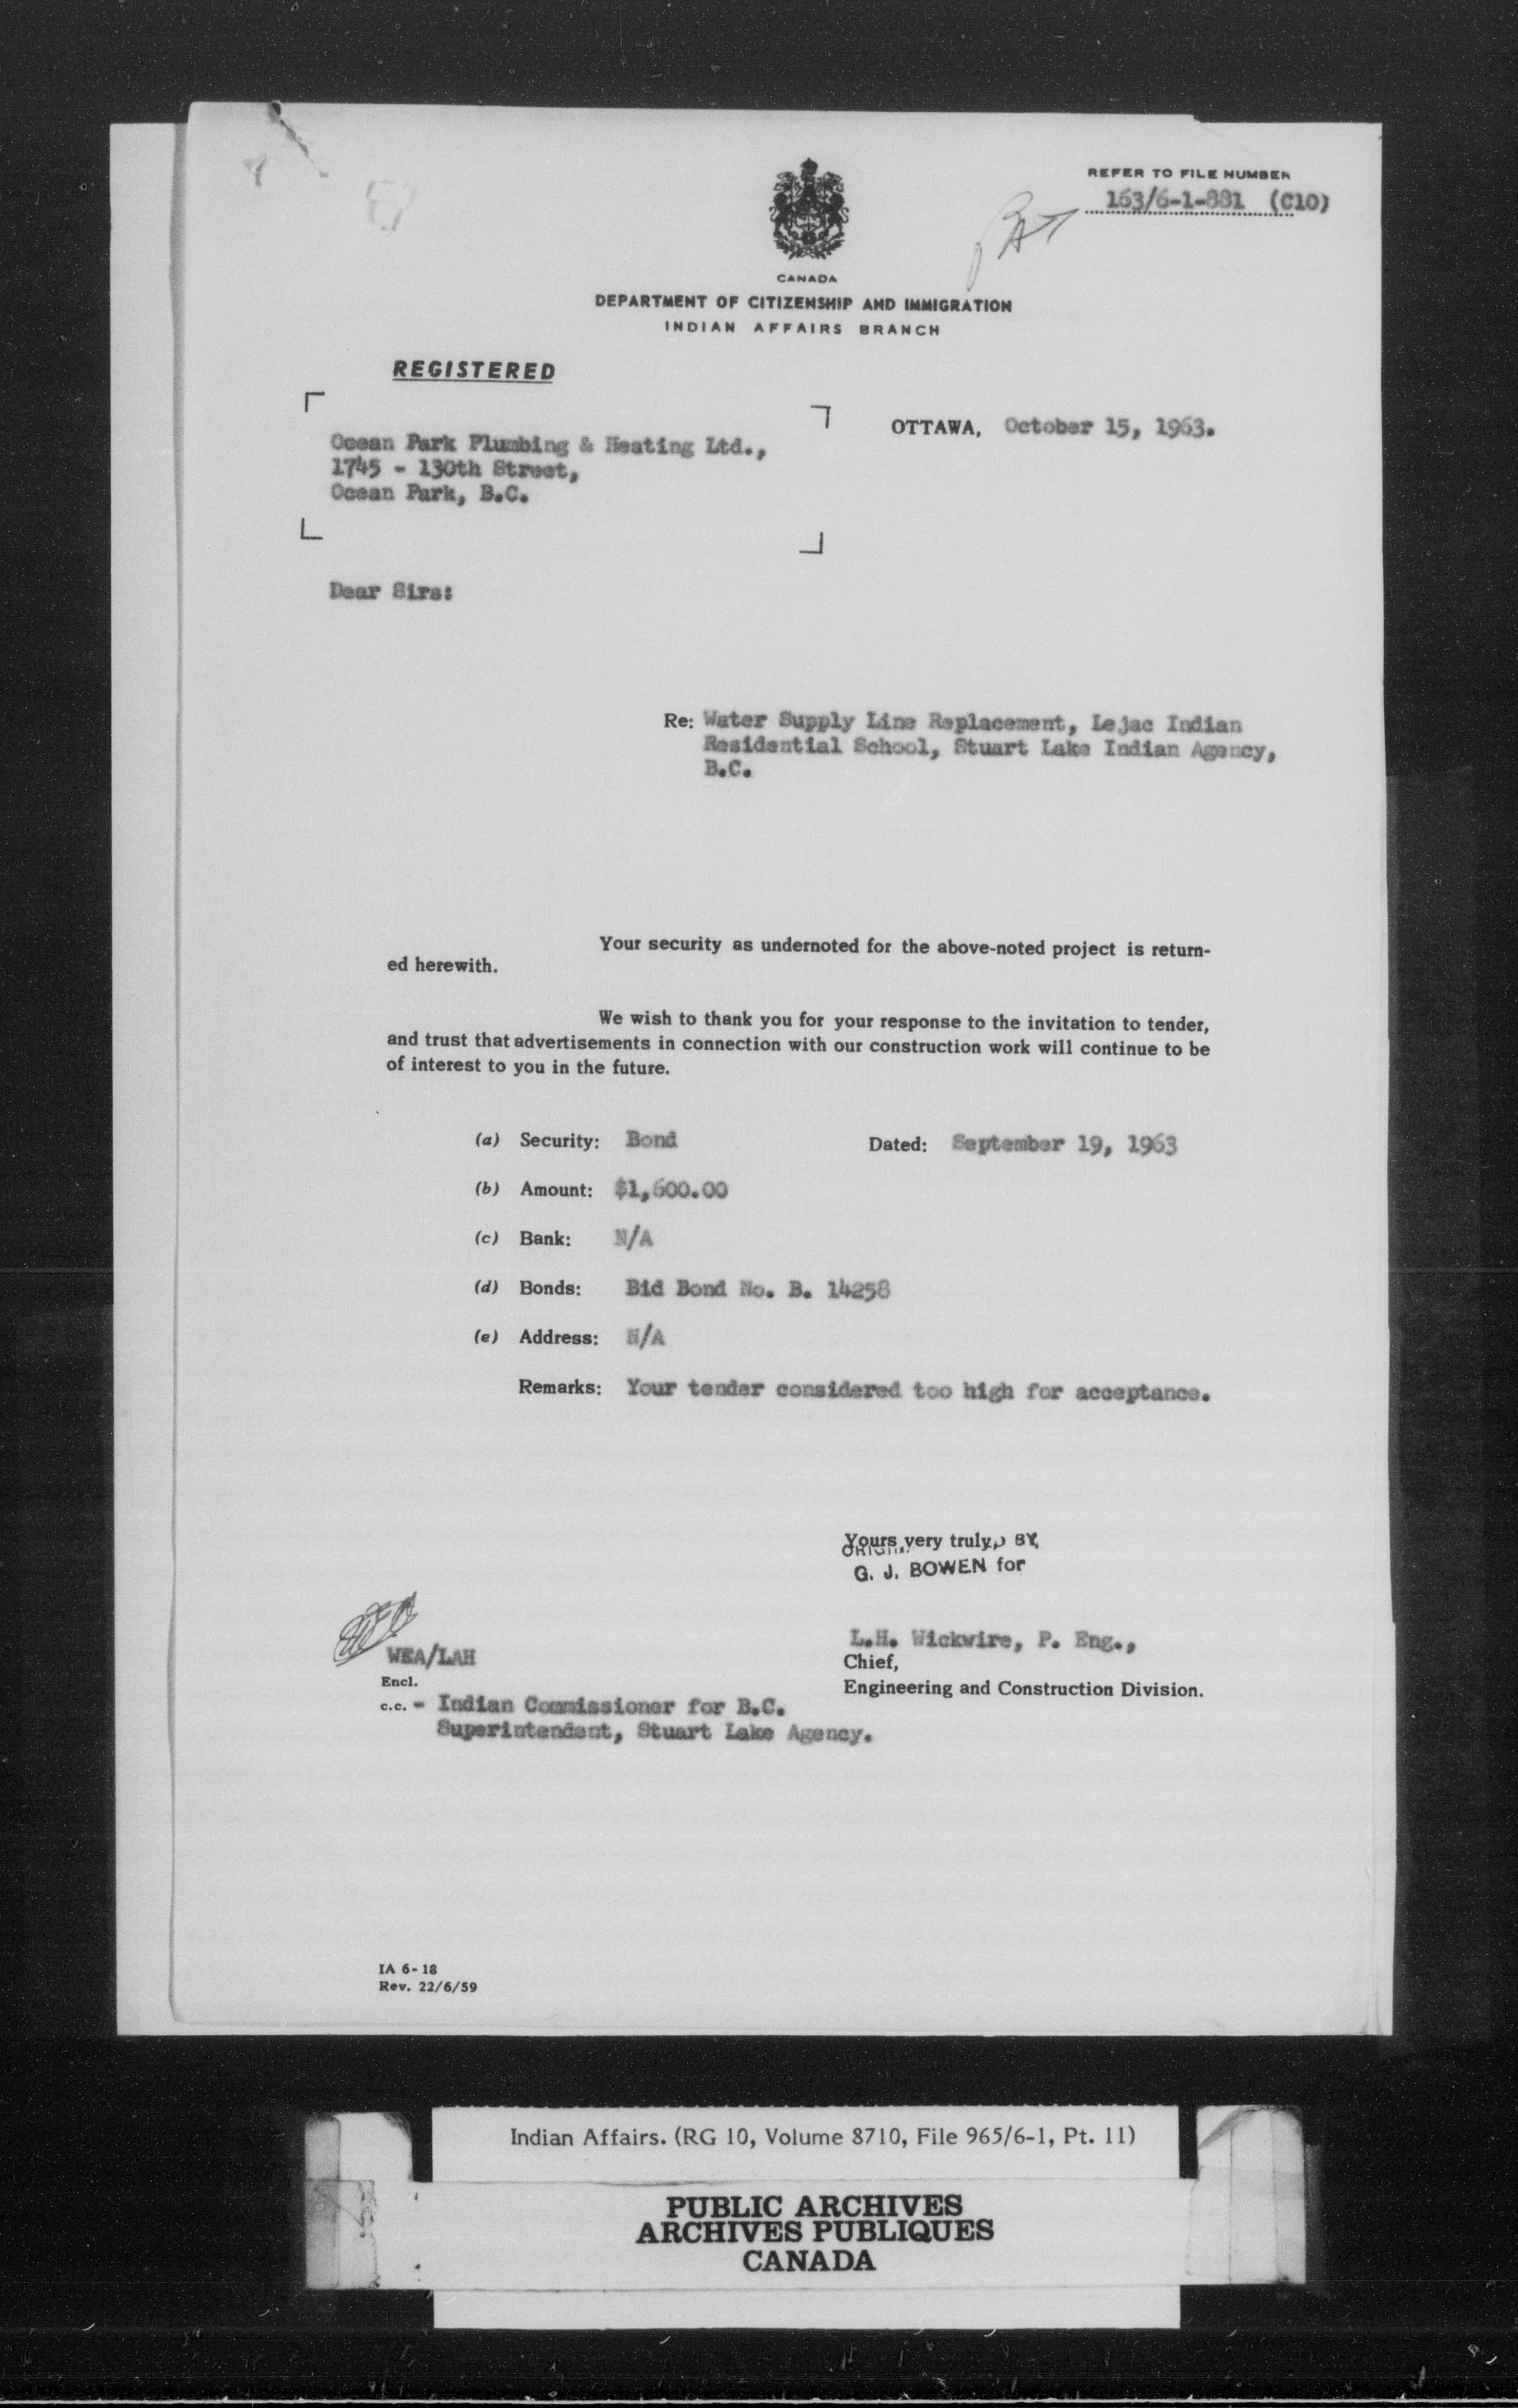 REFER TO FILE NUMBER
163/6-1-881 (C10)
CANADA
DEPARTMENT OF CITIZENSHIP AND IMMIGRATION
INDIAN AFFAIRS BRANCH
REGISTERED
OTTAWA, October 15, 1963.
Ocean Park Plumbing & Heating Ltd.,
1745 - 130th Street,
Ocean Park, B.C.
Dear Sirs:
Re: Water Supply Line Replacement, Lejac Indian
Residential School, Stuart Lake Indian Agency,
B.C.
Your security as undernoted for the above-noted project is return-
ed herewith.
We wish to thank you for your response to the invitation to tender,
and trust that advertisements in connection with our construction work will continue to be
of interest to you in the future.
(a) Security: Bond Dated: September 19, 1963
(b) Amount: $1,600.00
(c) Bank: N/A
(d) Bonds: Bid Bond No. B. 14258
(e) Address: N/A
Remarks: Your tender considered too high for acceptance.
Yours very truly, BY
G. J. BOWEN for
L.H. Wickwire, P. Eng.,
Chief,
Engineering and Construction Division.
WEA/LAH
Encl.
c.c. - Indian Commissioner for B.C.
Superintendent, Stuart Lake Agency.
IA 6-18
Rev. 22/6/59
Indian Affairs. (RG 10, Volume 8710, File 965/6-1, Pt. 11)
PUBLIC ARCHIVES
ARCHIVES PUBLIQUES
CANADA